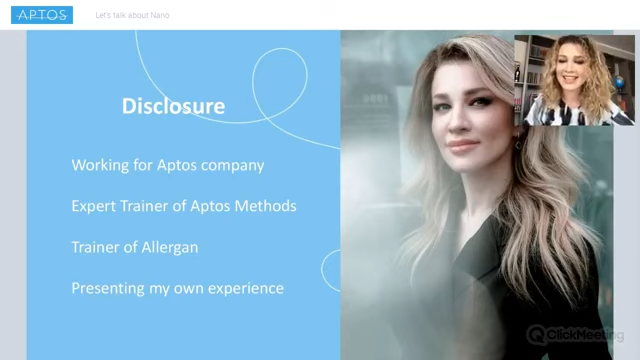 APTOS
Let's talk about Nano
Disclosure
Working for Aptos company
Expert Trainer of Aptos Methods
Trainer of Allergan
Presenting my own experience
ClickMeeting